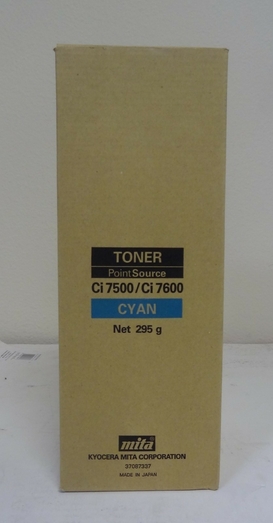 TONER
PointSource
Ci 7500/Ci 7600
CYAN
Net 295 g
mita
KYOCERA MITA CORPORATION
37087337
MADE IN JAPAN